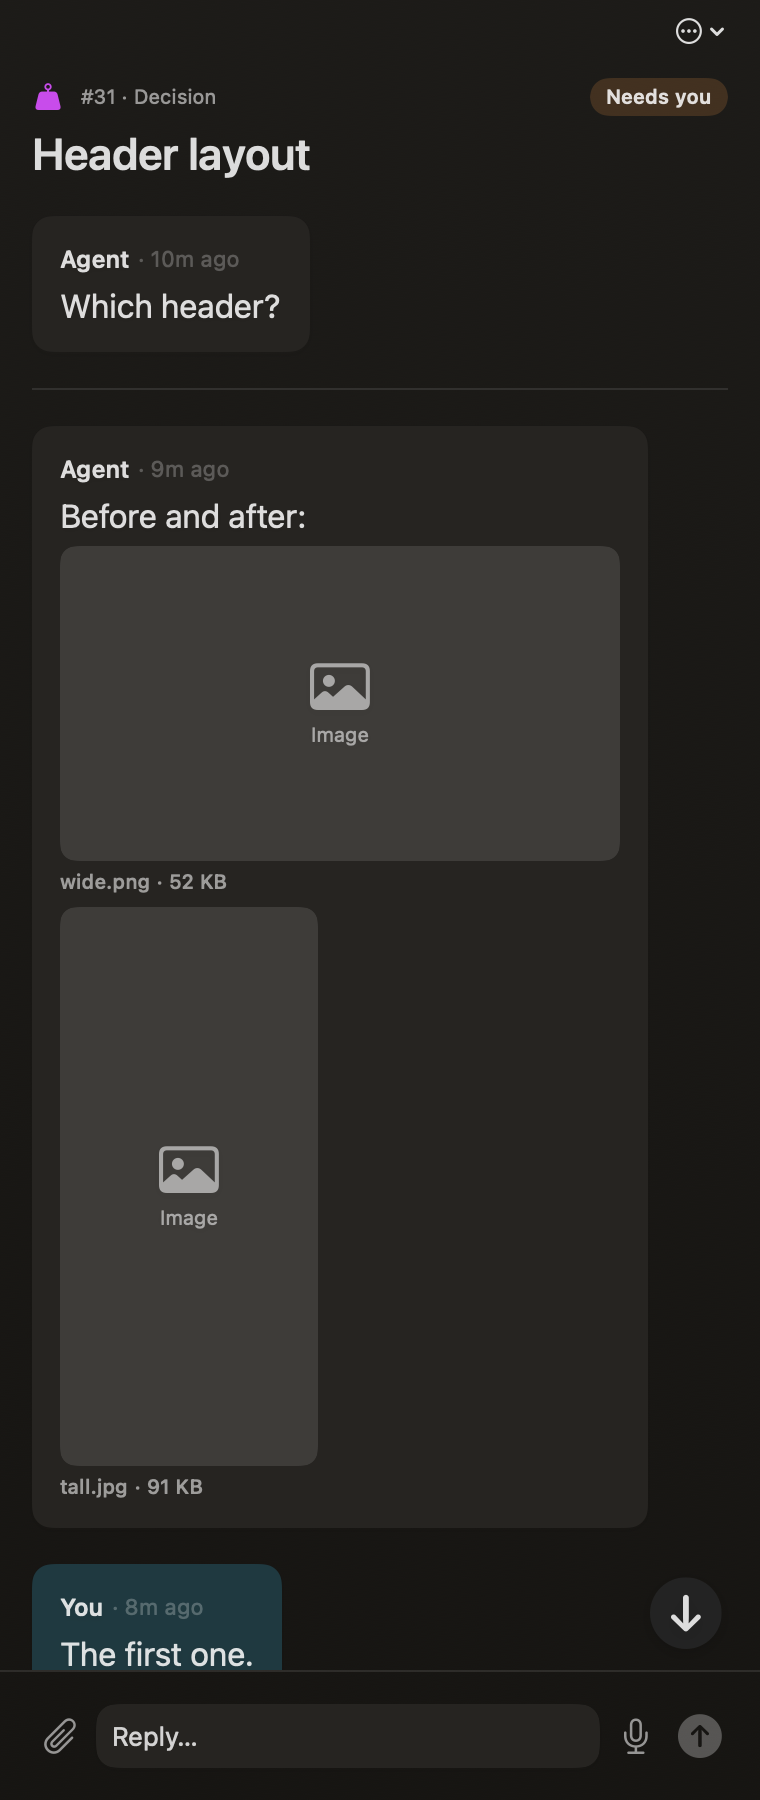 #31 · Decision
Needs you
Header layout
Agent · 10m ago
Which header?
Agent · 9m ago
Before and after:
Image
wide.png · 52 KB
Image
tall.jpg · 91 KB
You · 8m ago
The first one.
Reply...